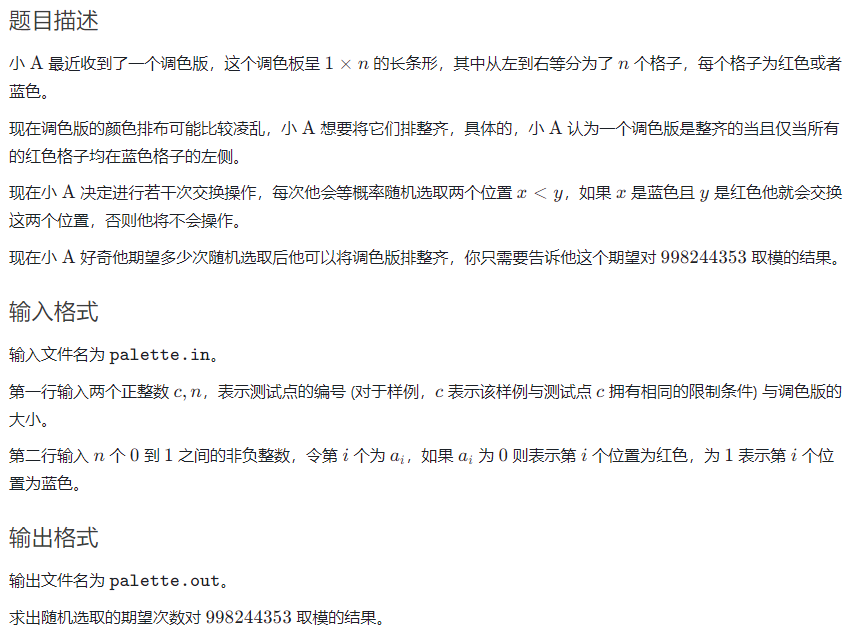 题目描述
小 A 最近收到了一个调色版，这个调色板呈 1 × n 的长条形，其中从左到右等分为了 n 个格子，每个格子为红色或者
蓝色。
现在调色版的颜色排布可能比较凌乱，小 A 想要将它们排整齐，具体的，小 A 认为一个调色版是整齐的当且仅当所有
的红色格子均在蓝色格子的左侧。
现在小 A 决定进行若干次交换操作，每次他会等概率随机选取两个位置 x < y，如果 x 是蓝色且 y 是红色他就会交换
这两个位置，否则他将不会操作。
现在小 A 好奇他期望多少次随机选取后他可以将调色版排整齐，你只需要告诉他这个期望对 998244353 取模的结果。
输入格式
输入文件名为 palette.in。
第一行输入两个正整数 c, n，表示测试点的编号 (对于样例，c 表示该样例与测试点 c 拥有相同的限制条件) 与调色版的
大小。
第二行输入 n 个 0 到 1 之间的非负整数，令第 i 个为 a_i，如果 a_i 为 0 则表示第 i 个位置为红色，为 1 表示第 i 个位
置为蓝色。
输出格式
输出文件名为 palette.out。
求出随机选取的期望次数对 998244353 取模的结果。